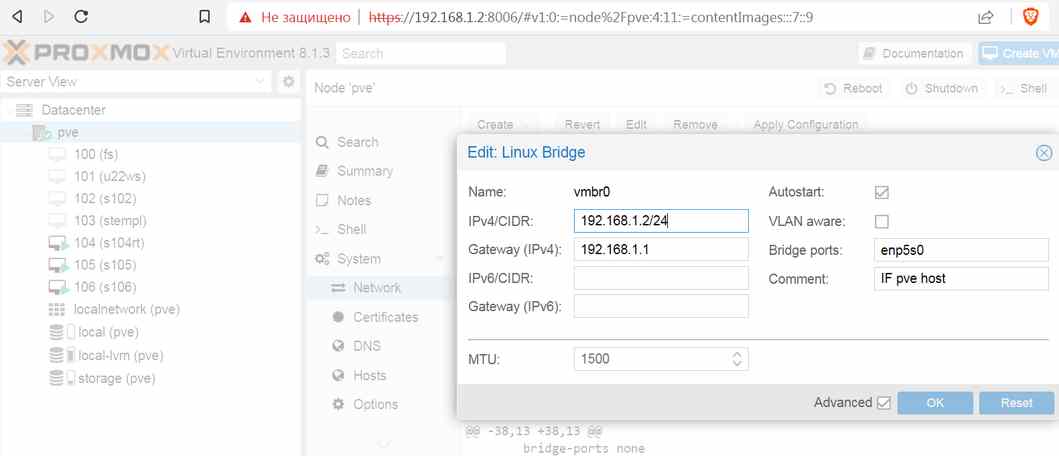 Не защищено https://192.168.1.2:8006/#v1:0:=node%2Fpve:4:11:=contentImages:::7::9
PROXMOX Virtual Environment 8.1.3 Search Documentation Create VM
Server View
Node 'pve' Reboot Shutdown Shell
Datacenter
pve
100 (fs)
101 (u22ws)
102 (s102)
103 (stempl)
104 (s104rt)
105 (s105)
106 (s106)
localnetwork (pve)
local (pve)
local-lvm (pve)
storage (pve)
Search
Summary
Notes
Shell
System
Network
Certificates
DNS
Hosts
Options
Create Revert Edit Remove Apply Configuration
Edit: Linux Bridge
Name: vmbr0 Autostart:
IPv4/CIDR: 192.168.1.2/24 VLAN aware:
Gateway (IPv4): 192.168.1.1 Bridge ports: enp5s0
IPv6/CIDR: Comment: IF pve host
Gateway (IPv6):
MTU: 1500
Advanced OK Reset
@@ -38,13 +38,13 @@
bridge-ports none